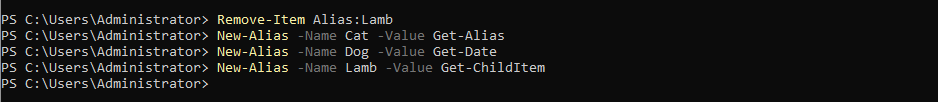 PS C:\Users\Administrator> Remove-Item Alias:Lamb
PS C:\Users\Administrator> New-Alias -Name Cat -Value Get-Alias
PS C:\Users\Administrator> New-Alias -Name Dog -Value Get-Date
PS C:\Users\Administrator> New-Alias -Name Lamb -Value Get-ChildItem
PS C:\Users\Administrator>